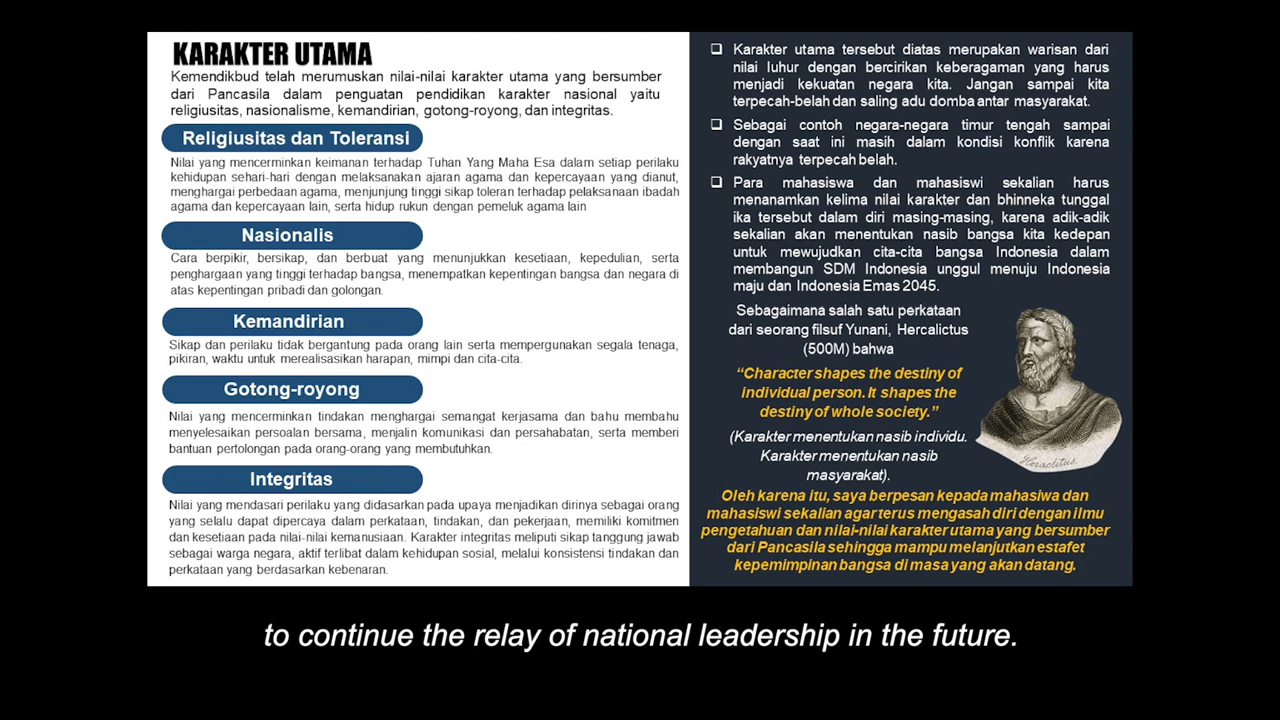 KARAKTER UTAMA
Kemendikbud telah merumuskan nilai-nilai karakter utama yang bersumber
dari Pancasila dalam penguatan pendidikan karakter nasional yaitu
religiusitas, nasionalisme, kemandirian, gotong-royong, dan integritas.
Religiusitas dan Toleransi
Nilai yang mencerminkan keimanan terhadap Tuhan Yang Maha Esa dalam setiap perilaku
kehidupan sehari-hari dengan melaksanakan ajaran agama dan kepercayaan yang dianut,
menghargai perbedaan agama, menjunjung tinggi sikap toleran terhadap pelaksanaan ibadah
agama dan kepercayaan lain, serta hidup rukun dengan pemeluk agama lain
Nasionalis
Cara berpikir, bersikap, dan berbuat yang menunjukkan kesetiaan, kepedulian, serta
penghargaan yang tinggi terhadap bangsa, menempatkan kepentingan bangsa dan negara di
atas kepentingan pribadi dan golongan.
Kemandirian
Sikap dan perilaku tidak bergantung pada orang lain serta mempergunakan segala tenaga,
pikiran, waktu untuk merealisasikan harapan, mimpi dan cita-cita.
Gotong-royong
Nilai yang mencerminkan tindakan menghargai semangat kerjasama dan bahu membahu
menyelesaikan persoalan bersama, menjalin komunikasi dan persahabatan, serta memberi
bantuan pertolongan pada orang-orang yang membutuhkan.
Integritas
Nilai yang mendasari perilaku yang didasarkan pada upaya menjadikan dirinya sebagai orang
yang selalu dapat dipercaya dalam perkataan, tindakan, dan pekerjaan, memiliki komitmen
dan kesetiaan pada nilai-nilai kemanusiaan. Karakter integritas meliputi sikap tanggung jawab
sebagai warga negara, aktif terlibat dalam kehidupan sosial, melalui konsistensi tindakan dan
perkataan yang berdasarkan kebenaran.
Karakter utama tersebut diatas merupakan warisan dari
nilai luhur dengan bercirikan keberagaman yang harus
menjadi kekuatan negara kita. Jangan sampai kita
terpecah-belah dan saling adu domba antar masyarakat.
Sebagai contoh negara-negara timur tengah sampai
dengan saat ini masih dalam kondisi konflik karena
rakyatnya terpecah belah.
Para mahasiswa dan mahasiswi sekalian harus
menanamkan kelima nilai karakter dan bhinneka tunggal
ika tersebut dalam diri masing-masing, karena adik-adik
sekalian akan menentukan nasib bangsa kita kedepan
untuk mewujudkan cita-cita bangsa Indonesia dalam
membangun SDM Indonesia unggul menuju Indonesia
maju dan Indonesia Emas 2045.
Sebagaimana salah satu perkataan
dari seorang filsuf Yunani, Hercalictus
(500M) bahwa
“Character shapes the destiny of
individual person. It shapes the
destiny of whole society.”
(Karakter menentukan nasib individu.
Karakter menentukan nasib
masyarakat).
Heraclitus.
Oleh karena itu, saya berpesan kepada mahasiwa dan
mahasiswi sekalian agar terus mengasah diri dengan ilmu
pengetahuan dan nilai-nilai karakter utama yang bersumber
dari Pancasila sehingga mampu melanjutkan estafet
kepemimpinan bangsa di masa yang akan datang.
to continue the relay of national leadership in the future.